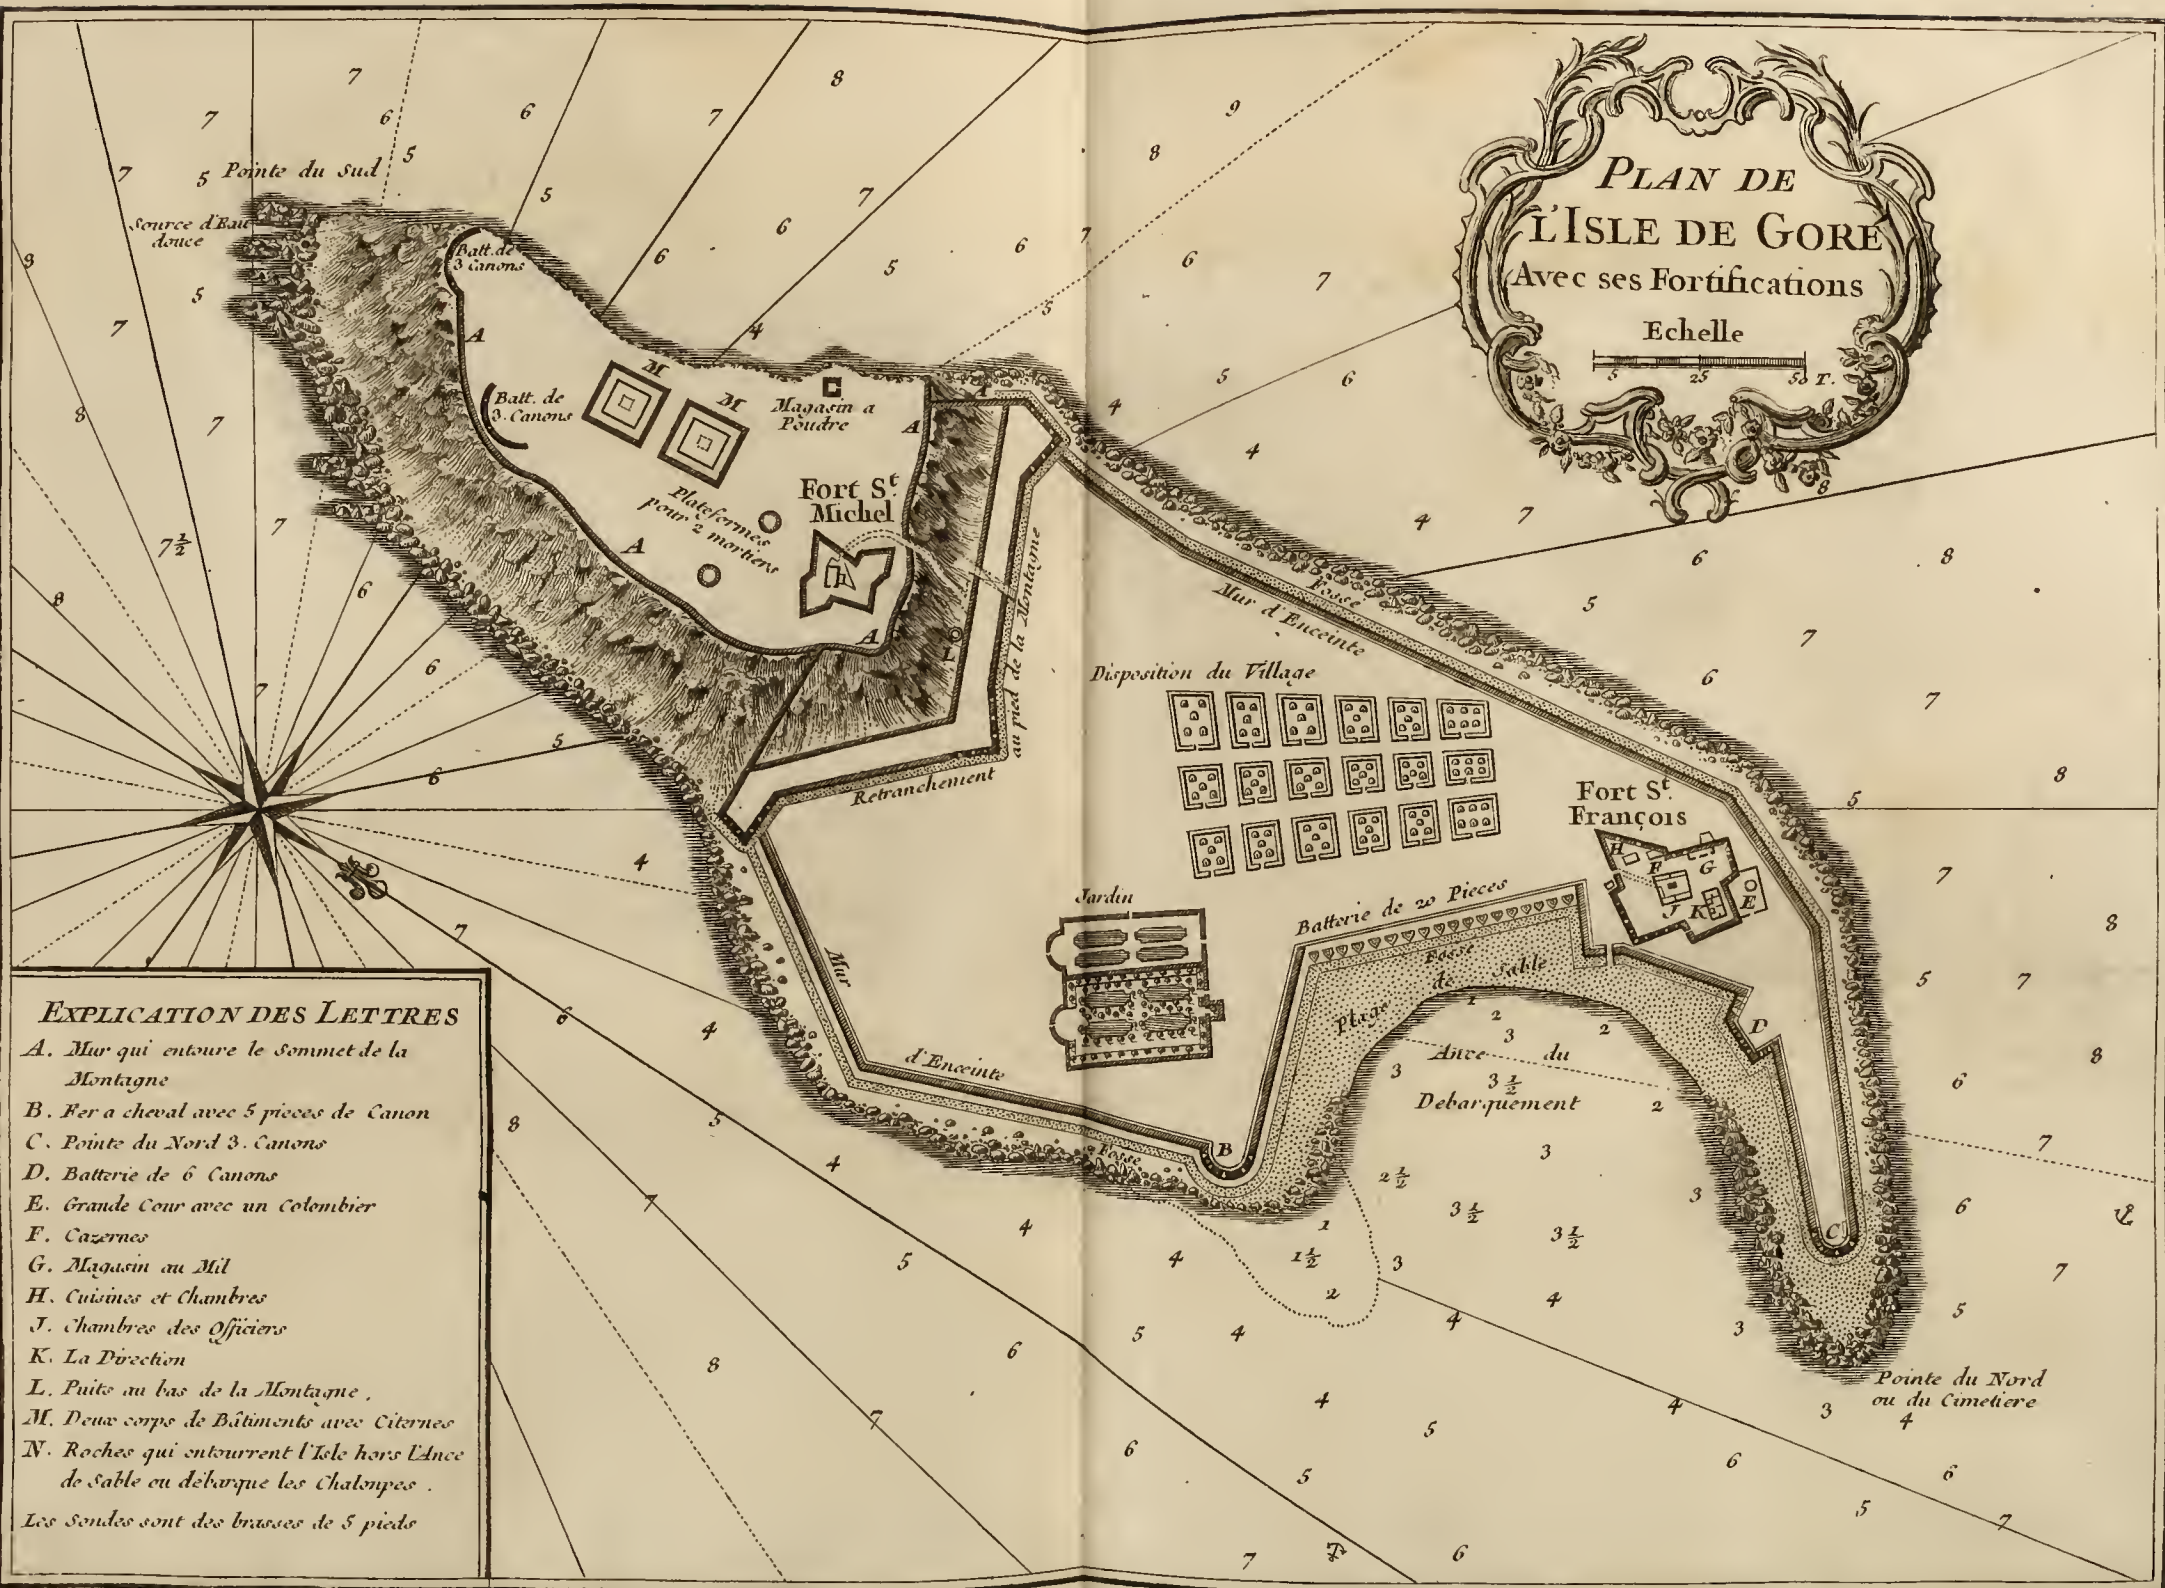 PLAN DE
L'ISLE DE GORE
Avec ses Fortifications
Echelle
5 25 50 T.
Pointe du Sud
Source d'Eau
douce
Batt. de
3 Canons
A
Batt. de
3. Canons
M
M
Magasin a
Poudre
A
A
Plateformes
pour 2 mortiers
Fort St.
Michel
A
A
L
Retranchement
au pied de la Montagne
Fosse
Mur d'Enceinte
Disposition du Village
Fort St.
François
H
F
G
J
K
E
Jardin
Batterie de 20 Pieces
Fosse
Plage de Sable
D
Mur
d'Enceinte
Fosse
B
Ance du
Debarquement
C
Pointe du Nord
ou du Cimetiere
EXPLICATION DES LETTRES
A. Mur qui entoure le Sommet de la
Montagne
B. Fer a cheval avec 5 pieces de Canon
C. Pointe du Nord 3. Canons
D. Batterie de 6 Canons
E. Grande Cour avec un Colombier
F. Cazernes
G. Magasin au Mil
H. Cuisines et Chambres
J. Chambres des Officiers
K. La Direction
L. Puits au bas de la Montagne.
M. Deux corps de Bâtiments avec Citernes
N. Roches qui entourrent l'Isle hors l'Ance
de Sable ou débarque les Chaloupes.
Les Sondes sont des brasses de 5 pieds